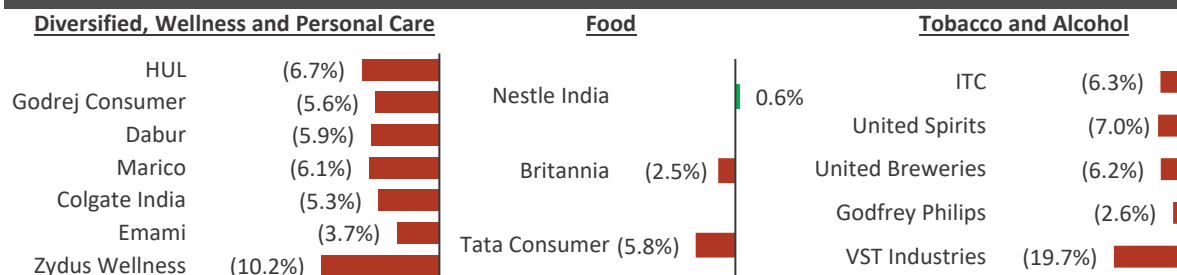 Diversified, Wellness and Personal Care
HUL (6.7%)
Godrej Consumer (5.6%)
Dabur (5.9%)
Marico (6.1%)
Colgate India (5.3%)
Emami (3.7%)
Zydus Wellness (10.2%)
Food
Nestle India 0.6%
Britannia (2.5%)
Tata Consumer (5.8%)
Tobacco and Alcohol
ITC (6.3%)
United Spirits (7.0%)
United Breweries (6.2%)
Godfrey Philips (2.6%)
VST Industries (19.7%)